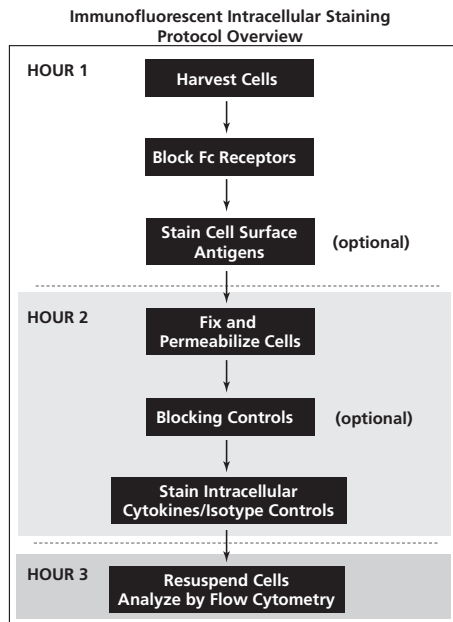 Immunofluorescent Intracellular Staining
Protocol Overview
HOUR 1
Harvest Cells
Block Fc Receptors
Stain Cell Surface
Antigens
(optional)
HOUR 2
Fix and
Permeabilize Cells
Blocking Controls
(optional)
Stain Intracellular
Cytokines/Isotype Controls
HOUR 3
Resuspend Cells
Analyze by Flow Cytometry